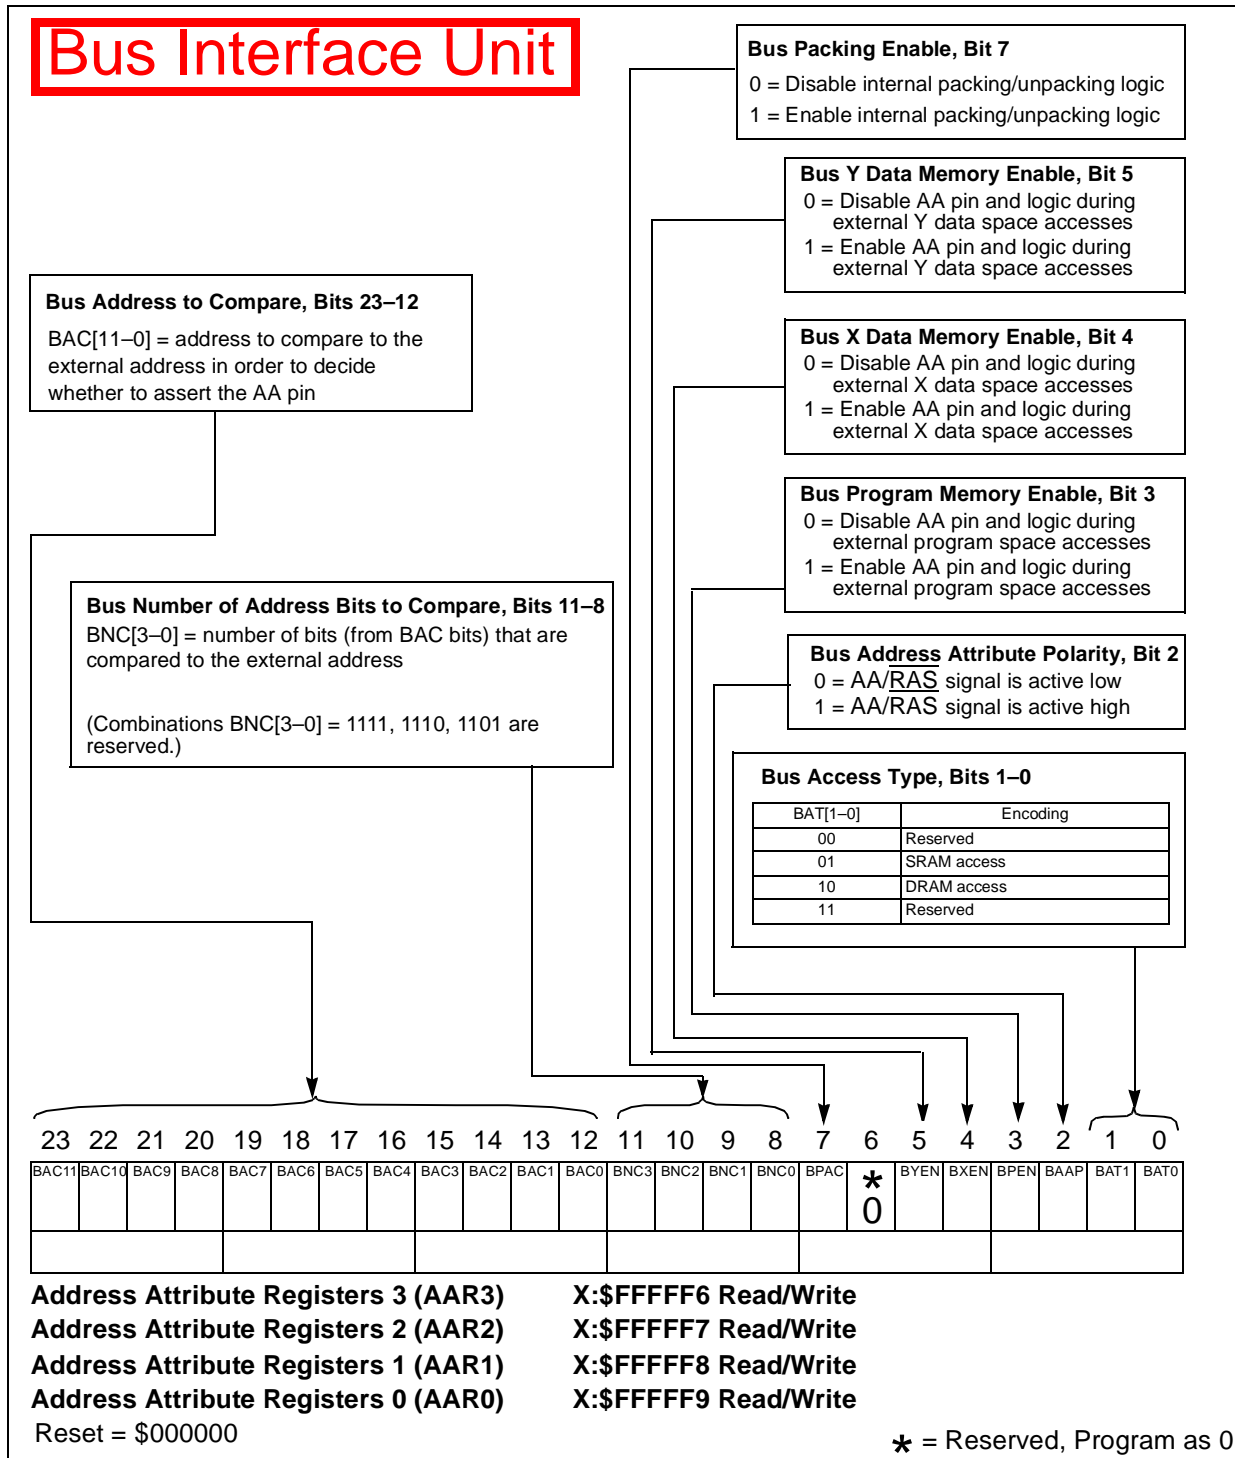 Bus Interface Unit
Bus Packing Enable, Bit 7
0 = Disable internal packing/unpacking logic
1 = Enable internal packing/unpacking logic
Bus Y Data Memory Enable, Bit 5
0 = Disable AA pin and logic during
external Y data space accesses
1 = Enable AA pin and logic during
external Y data space accesses
Bus Address to Compare, Bits 23–12
BAC[11–0] = address to compare to the
external address in order to decide
whether to assert the AA pin
Bus X Data Memory Enable, Bit 4
0 = Disable AA pin and logic during
external X data space accesses
1 = Enable AA pin and logic during
external X data space accesses
Bus Program Memory Enable, Bit 3
0 = Disable AA pin and logic during
external program space accesses
1 = Enable AA pin and logic during
external program space accesses
Bus Number of Address Bits to Compare, Bits 11–8
BNC[3–0] = number of bits (from BAC bits) that are
compared to the external address
(Combinations BNC[3–0] = 1111, 1110, 1101 are
reserved.)
Bus Address Attribute Polarity, Bit 2
0 = AA/RAS signal is active low
1 = AA/RAS signal is active high
Bus Access Type, Bits 1–0
BAT[1–0] Encoding
00 Reserved
01 SRAM access
10 DRAM access
11 Reserved
23 22 21 20 19 18 17 16 15 14 13 12 11 10 9 8 7 6 5 4 3 2 1 0
BAC11 BAC10 BAC9 BAC8 BAC7 BAC6 BAC5 BAC4 BAC3 BAC2 BAC1 BAC0 BNC3 BNC2 BNC1 BNC0 BPAC * BYEN BXEN BPEN BAAP BAT1 BAT0
0
Address Attribute Registers 3 (AAR3) X:$FFFFF6 Read/Write
Address Attribute Registers 2 (AAR2) X:$FFFFF7 Read/Write
Address Attribute Registers 1 (AAR1) X:$FFFFF8 Read/Write
Address Attribute Registers 0 (AAR0) X:$FFFFF9 Read/Write
Reset = $000000
* = Reserved, Program as 0